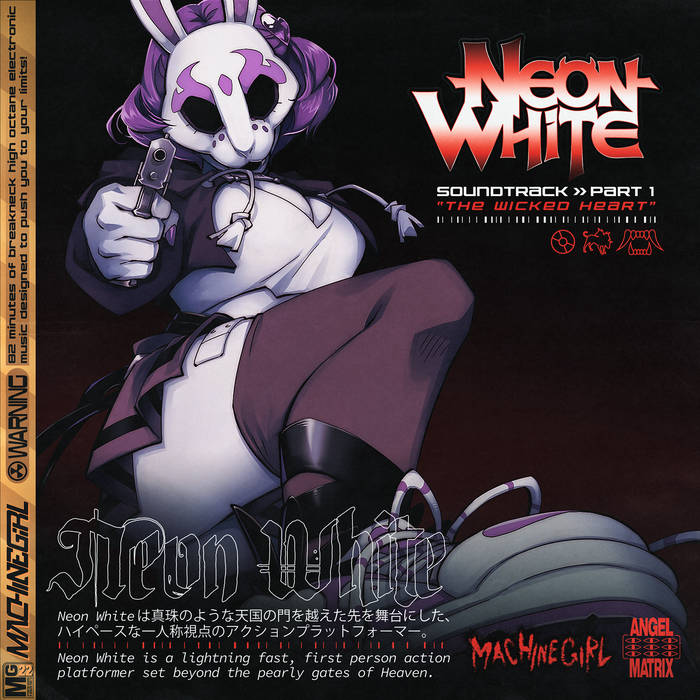 NEON
WHITE
SOUNDTRACK >> PART 1
"THE WICKED HEART"
82 minutes of breakneck high octane electronic
music designed to push you to your limits!
WARNING
MACHINEGIRL
MG
22
Neon White
Neon Whiteは真珠のような天国の門を越えた先を舞台にした、
ハイペースな一人称視点のアクションプラットフォーマー。
Neon White is a lightning fast, first person action
platformer set beyond the pearly gates of Heaven.
MACHINEGIRL
ANGEL
MATRIX